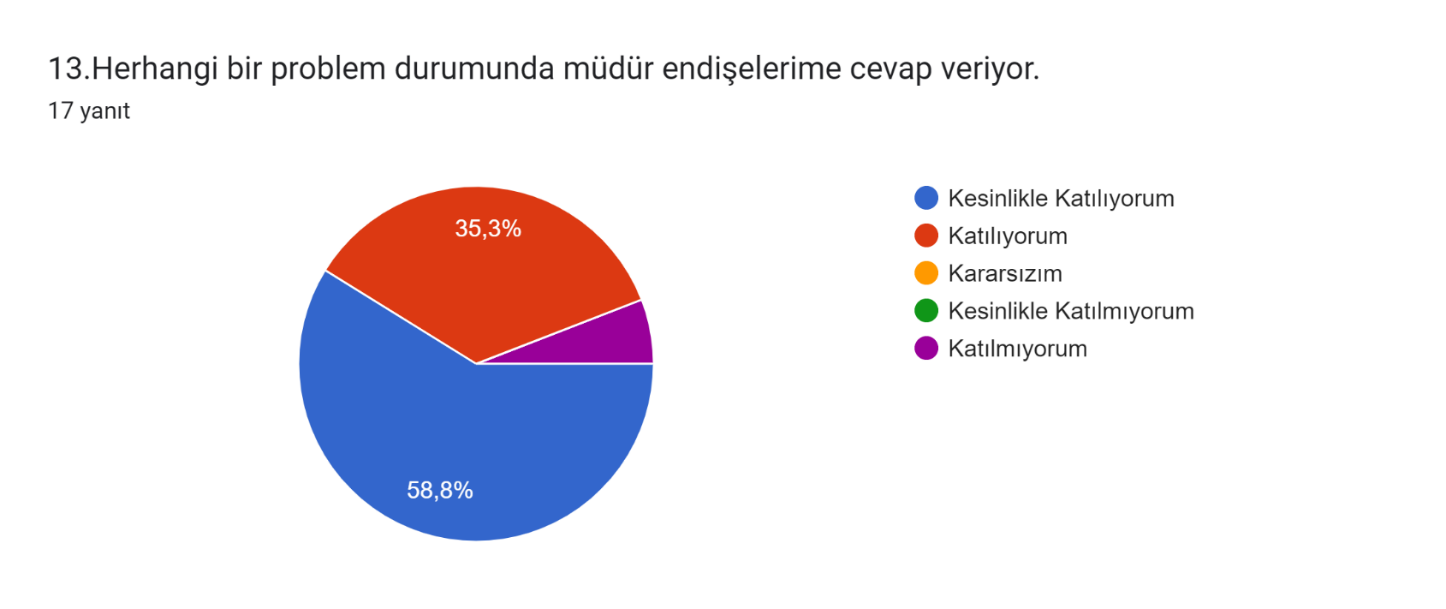 13.Herhangi bir problem durumunda müdür endişelerime cevap veriyor.
17 yanıt
35,3%
58,8%
Kesinlikle Katılıyorum
Katılıyorum
Kararsızım
Kesinlikle Katılmıyorum
Katılmıyorum